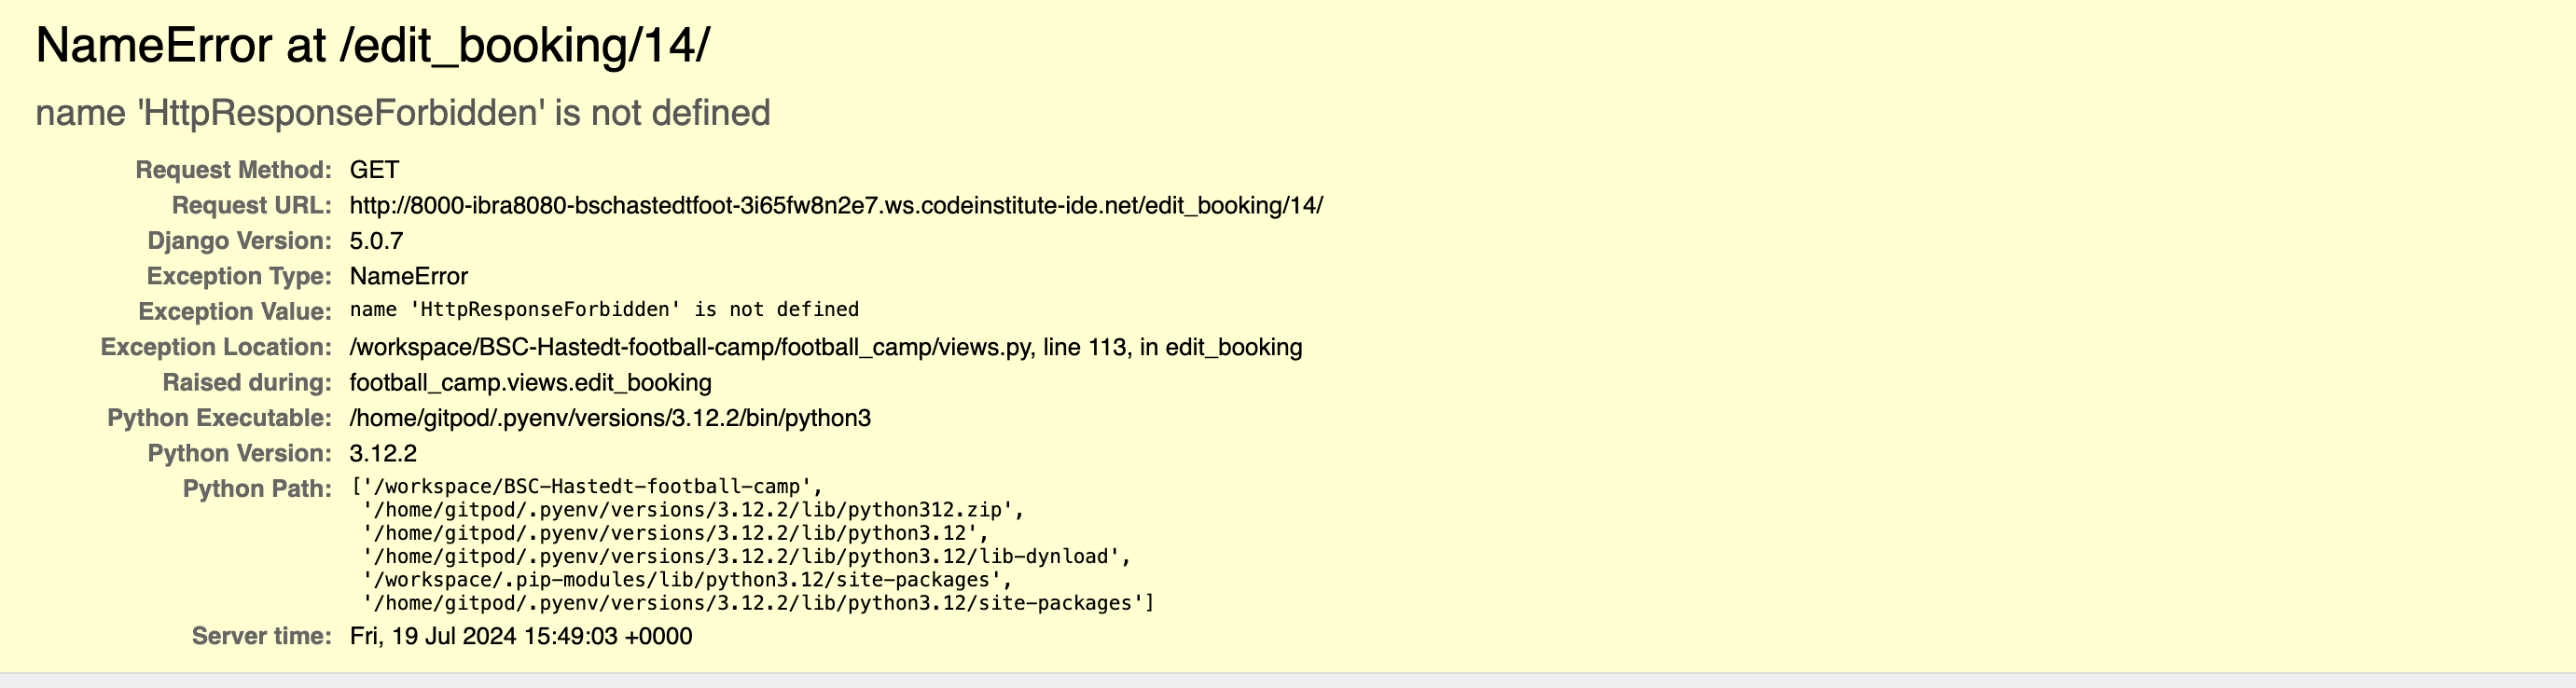 NameError at /edit_booking/14/
name 'HttpResponseForbidden' is not defined
Request Method: GET
Request URL: http://8000-ibra8080-bschastedtfoot-3i65fw8n2e7.ws.codeinstitute-ide.net/edit_booking/14/
Django Version: 5.0.7
Exception Type: NameError
Exception Value: name 'HttpResponseForbidden' is not defined
Exception Location: /workspace/BSC-Hastedt-football-camp/football_camp/views.py, line 113, in edit_booking
Raised during: football_camp.views.edit_booking
Python Executable: /home/gitpod/.pyenv/versions/3.12.2/bin/python3
Python Version: 3.12.2
Python Path: ['/workspace/BSC-Hastedt-football-camp',
'/home/gitpod/.pyenv/versions/3.12.2/lib/python312.zip',
'/home/gitpod/.pyenv/versions/3.12.2/lib/python3.12',
'/home/gitpod/.pyenv/versions/3.12.2/lib/python3.12/lib-dynload',
'/workspace/.pip-modules/lib/python3.12/site-packages',
'/home/gitpod/.pyenv/versions/3.12.2/lib/python3.12/site-packages']
Server time: Fri, 19 Jul 2024 15:49:03 +0000